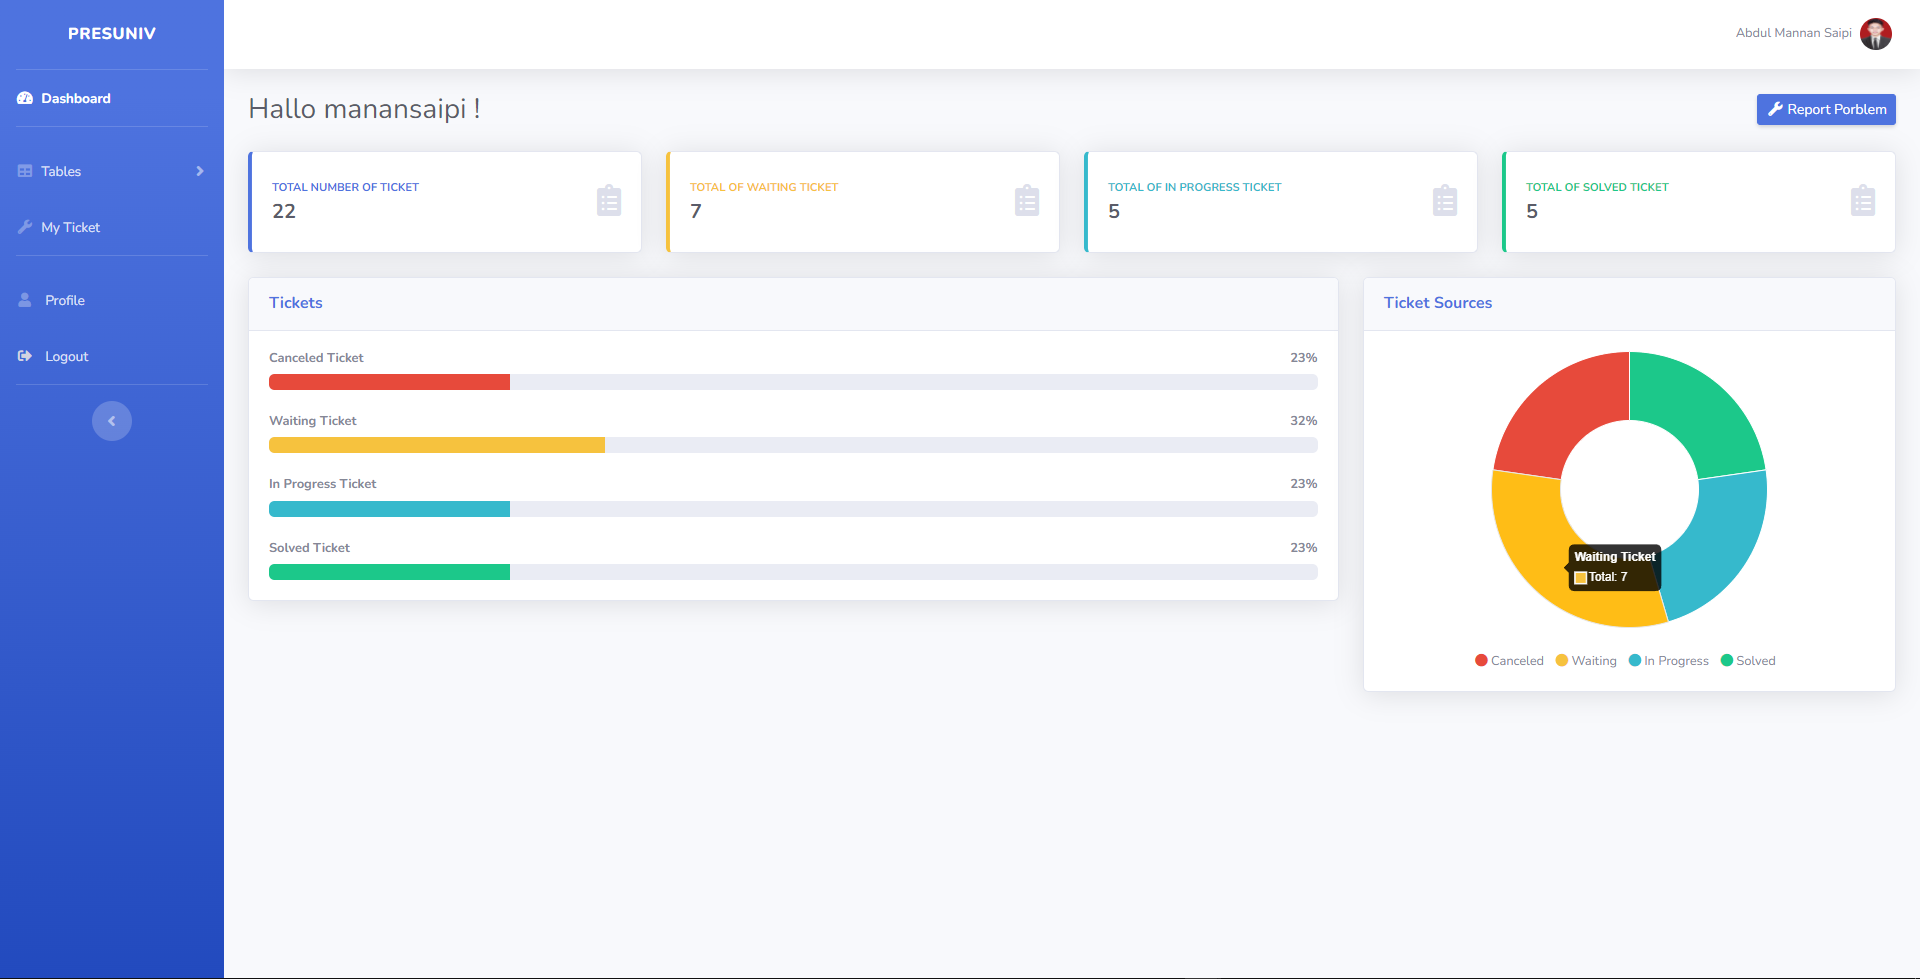 PRESUNIV
Dashboard
Tables
My Ticket
Profile
Logout
Abdul Mannan Saipi
Hallo manansaipi !
Report Porblem
TOTAL NUMBER OF TICKET
22
TOTAL OF WAITING TICKET
7
TOTAL OF IN PROGRESS TICKET
5
TOTAL OF SOLVED TICKET
5
Tickets
Canceled Ticket 23%
Waiting Ticket 32%
In Progress Ticket 23%
Solved Ticket 23%
Ticket Sources
Waiting Ticket
Total: 7
Canceled Waiting In Progress Solved